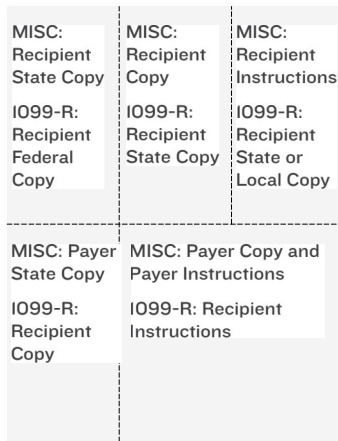 MISC:
Recipient
State Copy
1099-R:
Recipient
Federal
Copy
MISC:
Recipient
Copy
1099-R:
Recipient
State Copy
MISC:
Recipient
Instructions
1099-R:
Recipient
State or
Local Copy
MISC: Payer
State Copy
1099-R:
Recipient
Copy
MISC: Payer Copy and
Payer Instructions
1099-R: Recipient
Instructions